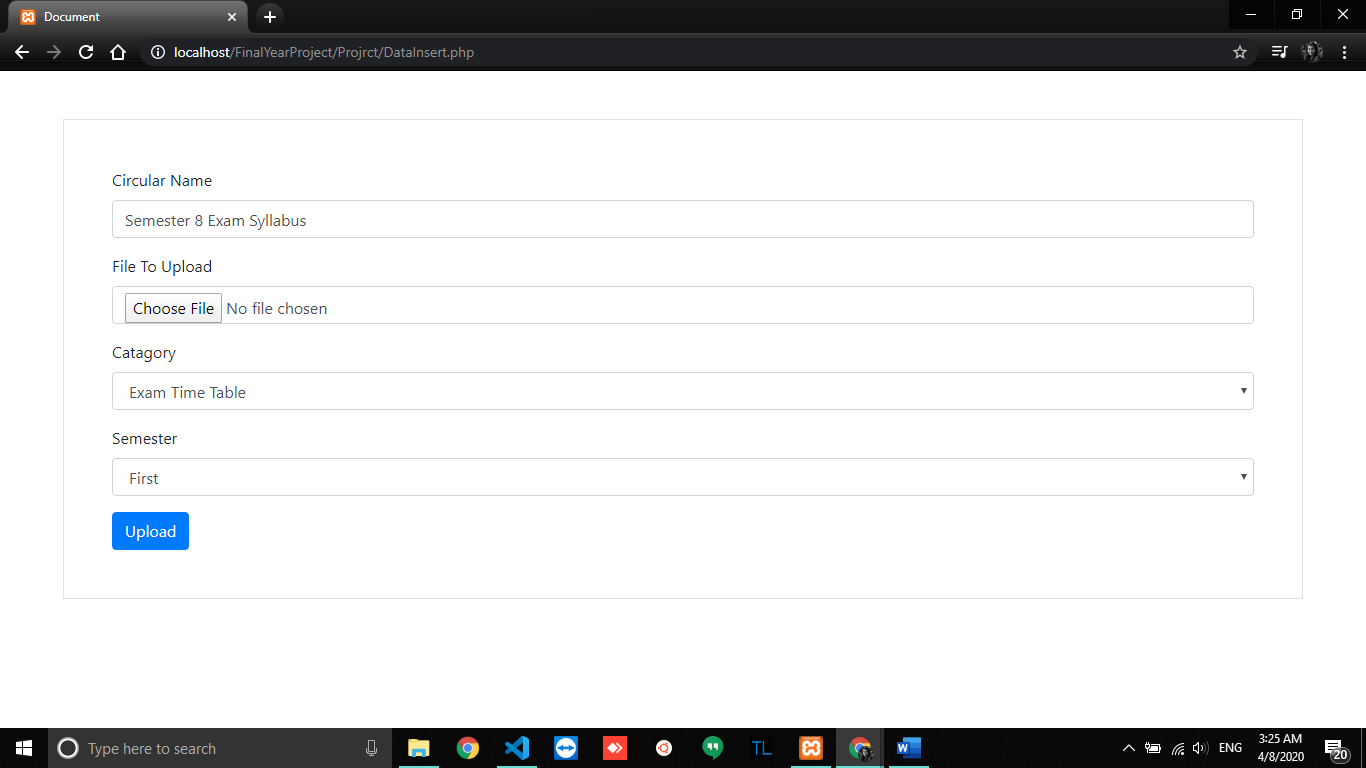 Document
localhost/FinalYearProject/Projrct/DataInsert.php
Circular Name
Semester 8 Exam Syllabus
File To Upload
Choose File No file chosen
Catagory
Exam Time Table
Semester
First
Upload
Type here to search
TL
ENG
3:25 AM
4/8/2020
20